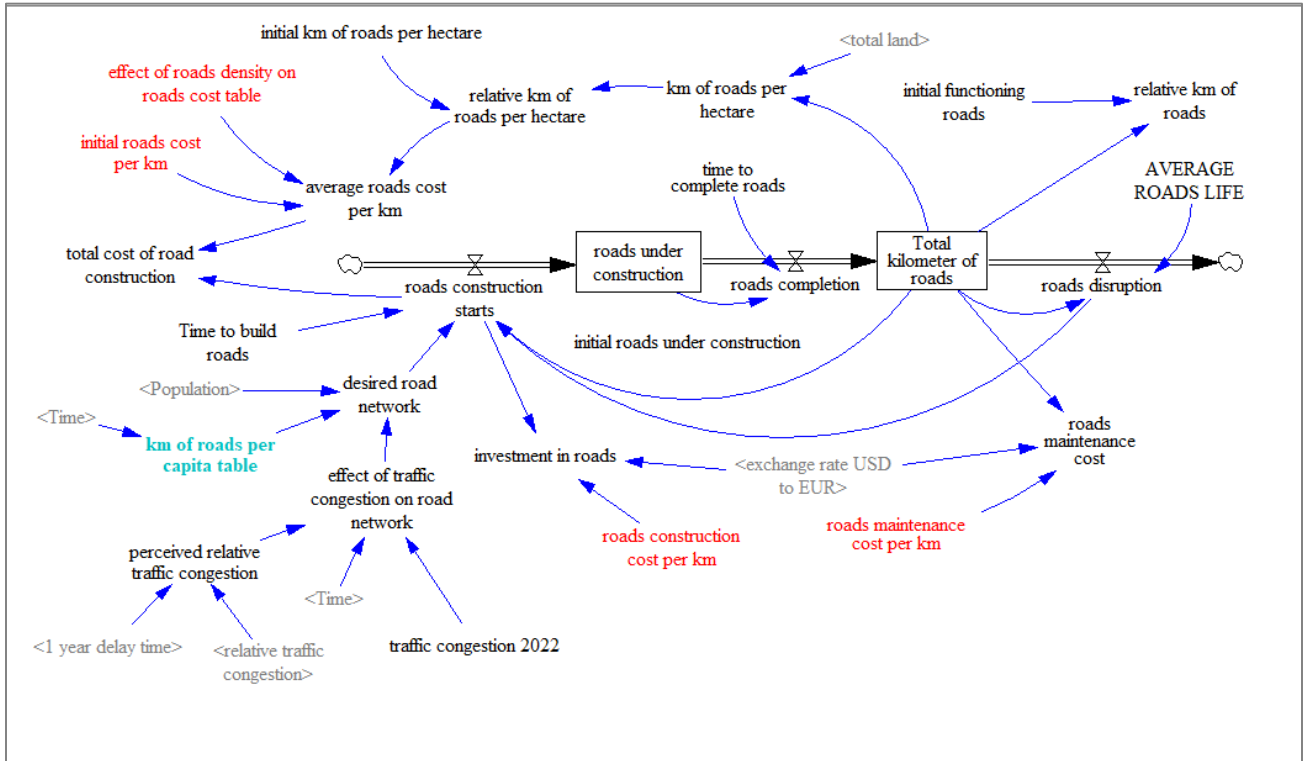 initial km of roads per hectare
<total land>
effect of roads density on
roads cost table
relative km of
roads per hectare
km of roads per
hectare
initial functioning
roads
relative km of
roads
initial roads cost
per km
average roads cost
per km
time to
complete roads
AVERAGE
ROADS LIFE
total cost of road
construction
roads under
construction
Total
kilometer of
roads
roads construction
starts
roads completion
roads disruption
Time to build
roads
initial roads under construction
<Population>
desired road
network
<Time>
km of roads per
capita table
investment in roads
<exchange rate USD
to EUR>
roads
maintenance
cost
effect of traffic
congestion on road
network
roads construction
cost per km
roads maintenance
cost per km
perceived relative
traffic congestion
<Time>
<1 year delay time>
<relative traffic
congestion>
traffic congestion 2022